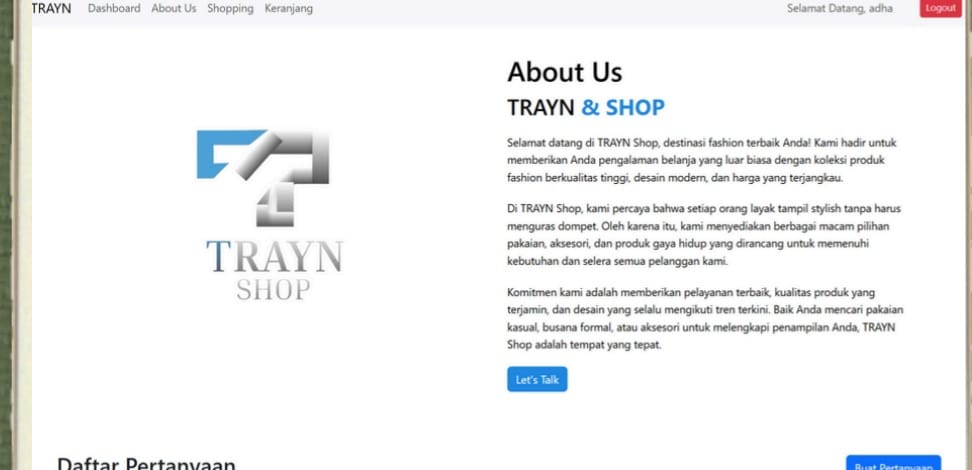 TRAYN Dashboard About Us Shopping Keranjang Selamat Datang, adha Logout
About Us
TRAYN & SHOP
Selamat datang di TRAYN Shop, destinasi fashion terbaik Anda! Kami hadir untuk
memberikan Anda pengalaman belanja yang luar biasa dengan koleksi produk
fashion berkualitas tinggi, desain modern, dan harga yang terjangkau.
Di TRAYN Shop, kami percaya bahwa setiap orang layak tampil stylish tanpa harus
menguras dompet. Oleh karena itu, kami menyediakan berbagai macam pilihan
pakaian, aksesori, dan produk gaya hidup yang dirancang untuk memenuhi
kebutuhan dan selera semua pelanggan kami.
Komitmen kami adalah memberikan pelayanan terbaik, kualitas produk yang
terjamin, dan desain yang selalu mengikuti tren terkini. Baik Anda mencari pakaian
kasual, busana formal, atau aksesori untuk melengkapi penampilan Anda, TRAYN
Shop adalah tempat yang tepat.
Let's Talk
TRAYN
SHOP
Daftar Pertanyaan
Buat Pertanyaan